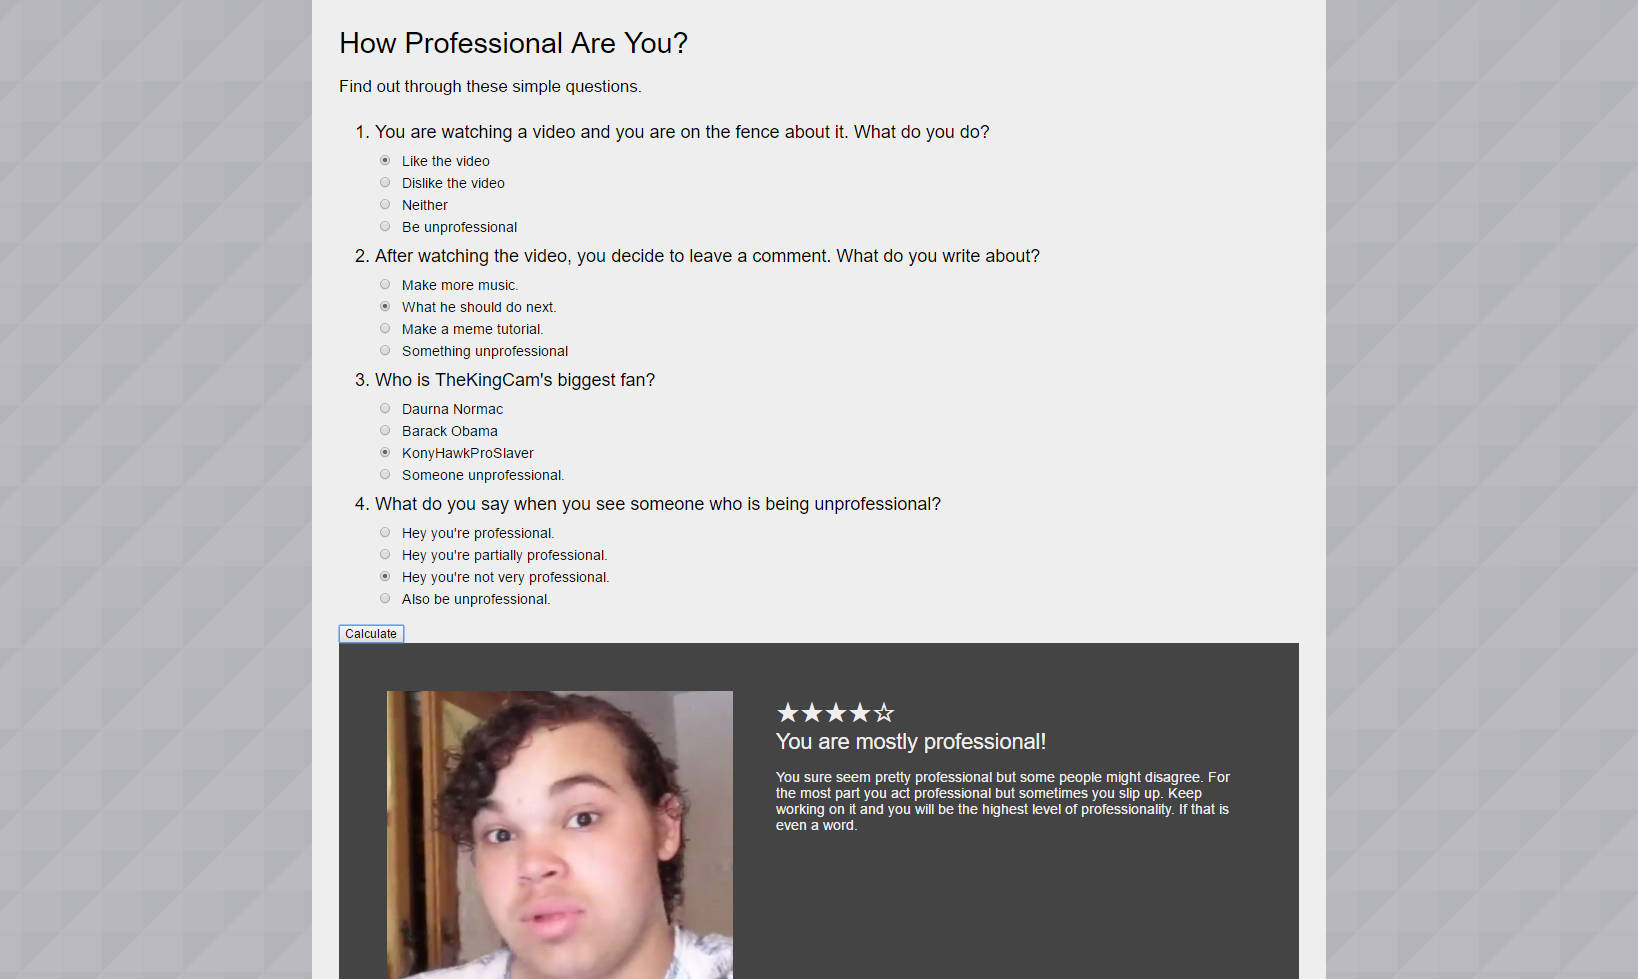 How Professional Are You?
Find out through these simple questions.
1. You are watching a video and you are on the fence about it. What do you do?
Like the video
Dislike the video
Neither
Be unprofessional
2. After watching the video, you decide to leave a comment. What do you write about?
Make more music.
What he should do next.
Make a meme tutorial.
Something unprofessional
3. Who is TheKingCam's biggest fan?
Daurna Normac
Barack Obama
KonyHawkProSlaver
Someone unprofessional.
4. What do you say when you see someone who is being unprofessional?
Hey you're professional.
Hey you're partially professional.
Hey you're not very professional.
Also be unprofessional.
Calculate
★★★★☆
You are mostly professional!
You sure seem pretty professional but some people might disagree. For
the most part you act professional but sometimes you slip up. Keep
working on it and you will be the highest level of professionality. If that is
even a word.